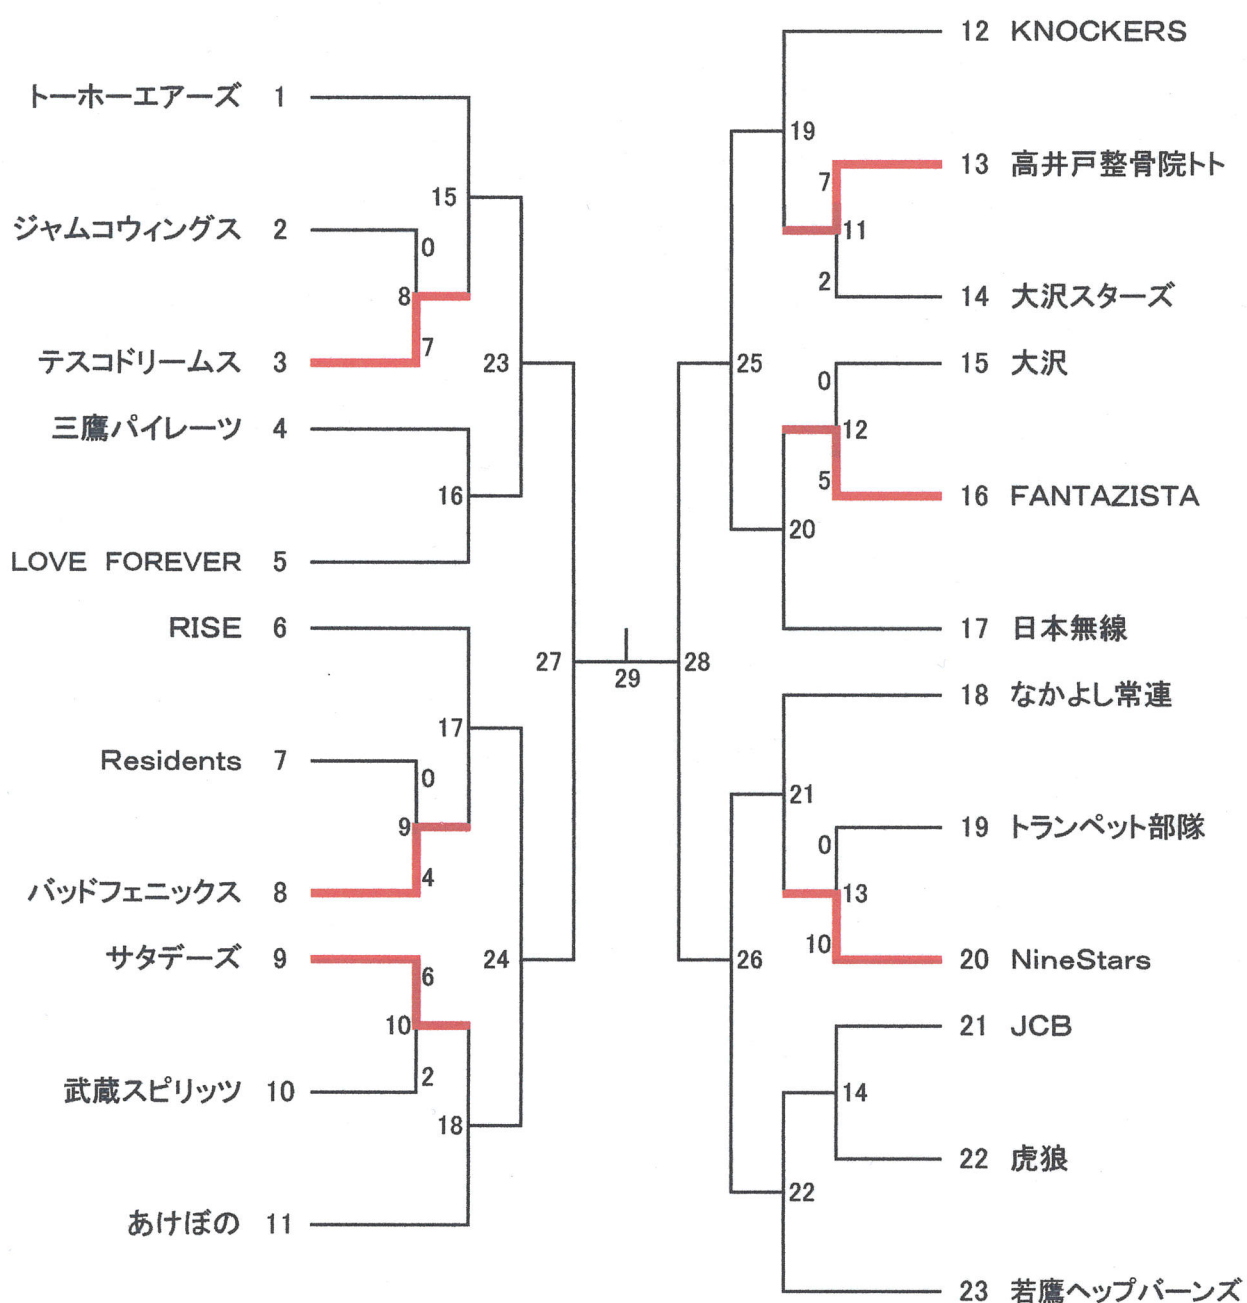 トーホーエアーズ 1
15
ジャムコウィングス 2
0
8
7
テスコドリームス 3
23
三鷹パイレーツ 4
16
LOVE FOREVER 5
RISE 6
27
17
Residents 7
0
9
4
バッドフェニックス 8
サタデーズ 9
24
6
10
2
武蔵スピリッツ 10
18
あけぼの 11
29
12 KNOCKERS
19
13 高井戸整骨院トト
7
11
2
14 大沢スターズ
25
15 大沢
0
12
5
16 FANTAZISTA
20
17 日本無線
28
18 なかよし常連
21
19 トランペット部隊
0
13
10
20 NineStars
26
21 JCB
14
22 虎狼
22
23 若鷹ヘップバーンズ